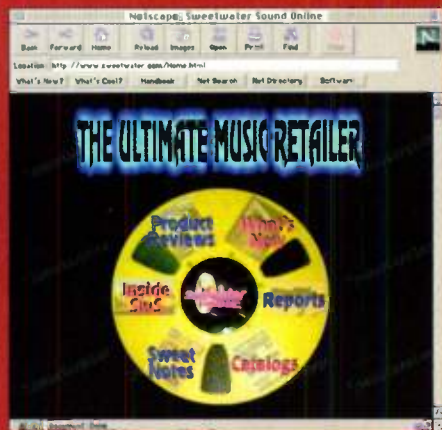 Netscape: Sweetwater Sound Online
Back Forward Home Reload Images Open Print Find
Location: http://www.sweetwater.com/Home.html
What's New? What's Cool? Handbook Net Search Net Directory Software
THE ULTIMATE MUSIC RETAILER
Product Reviews
What's New
Inside SwS
Reports
Sweet Notes
Catalogs
Document: Done